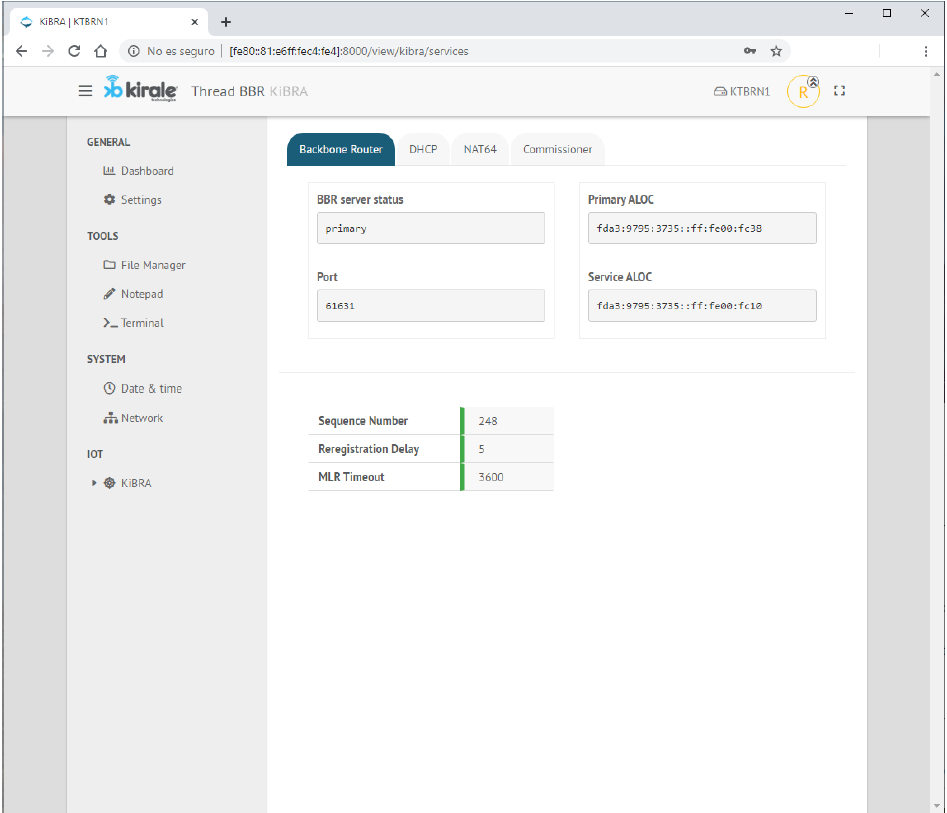 KiBRA | KTBRN1
No es seguro | [fe80::81:e6ff:fec4:fe4]:8000/view/kibra/services
kirale technologies Thread BBR KiBRA KTBRN1 R
GENERAL
Dashboard
Settings
TOOLS
File Manager
Notepad
Terminal
SYSTEM
Date & time
Network
IOT
KiBRA
Backbone Router DHCP NAT64 Commissioner
BBR server status
primary
Port
61631
Primary ALOC
fda3:9795:3735::ff:fe00:fc38
Service ALOC
fda3:9795:3735::ff:fe00:fc10
Sequence Number 248
Reregistration Delay 5
MLR Timeout 3600